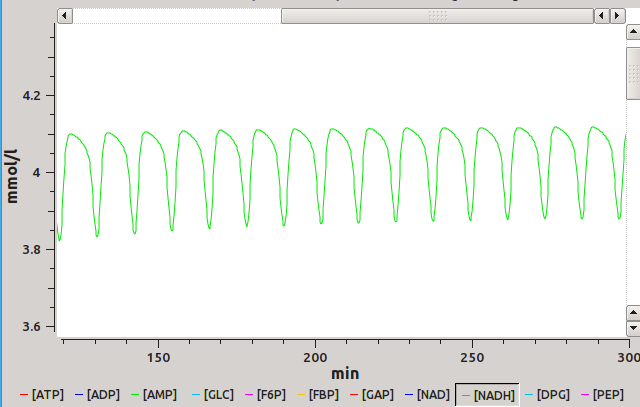 4.2
4
3.8
3.6
mmol/l
150 200 250 300
min
[ATP] [ADP] [AMP] [GLC] [F6P] [FBP] [GAP] [NAD] [NADH] [DPG] [PEP]